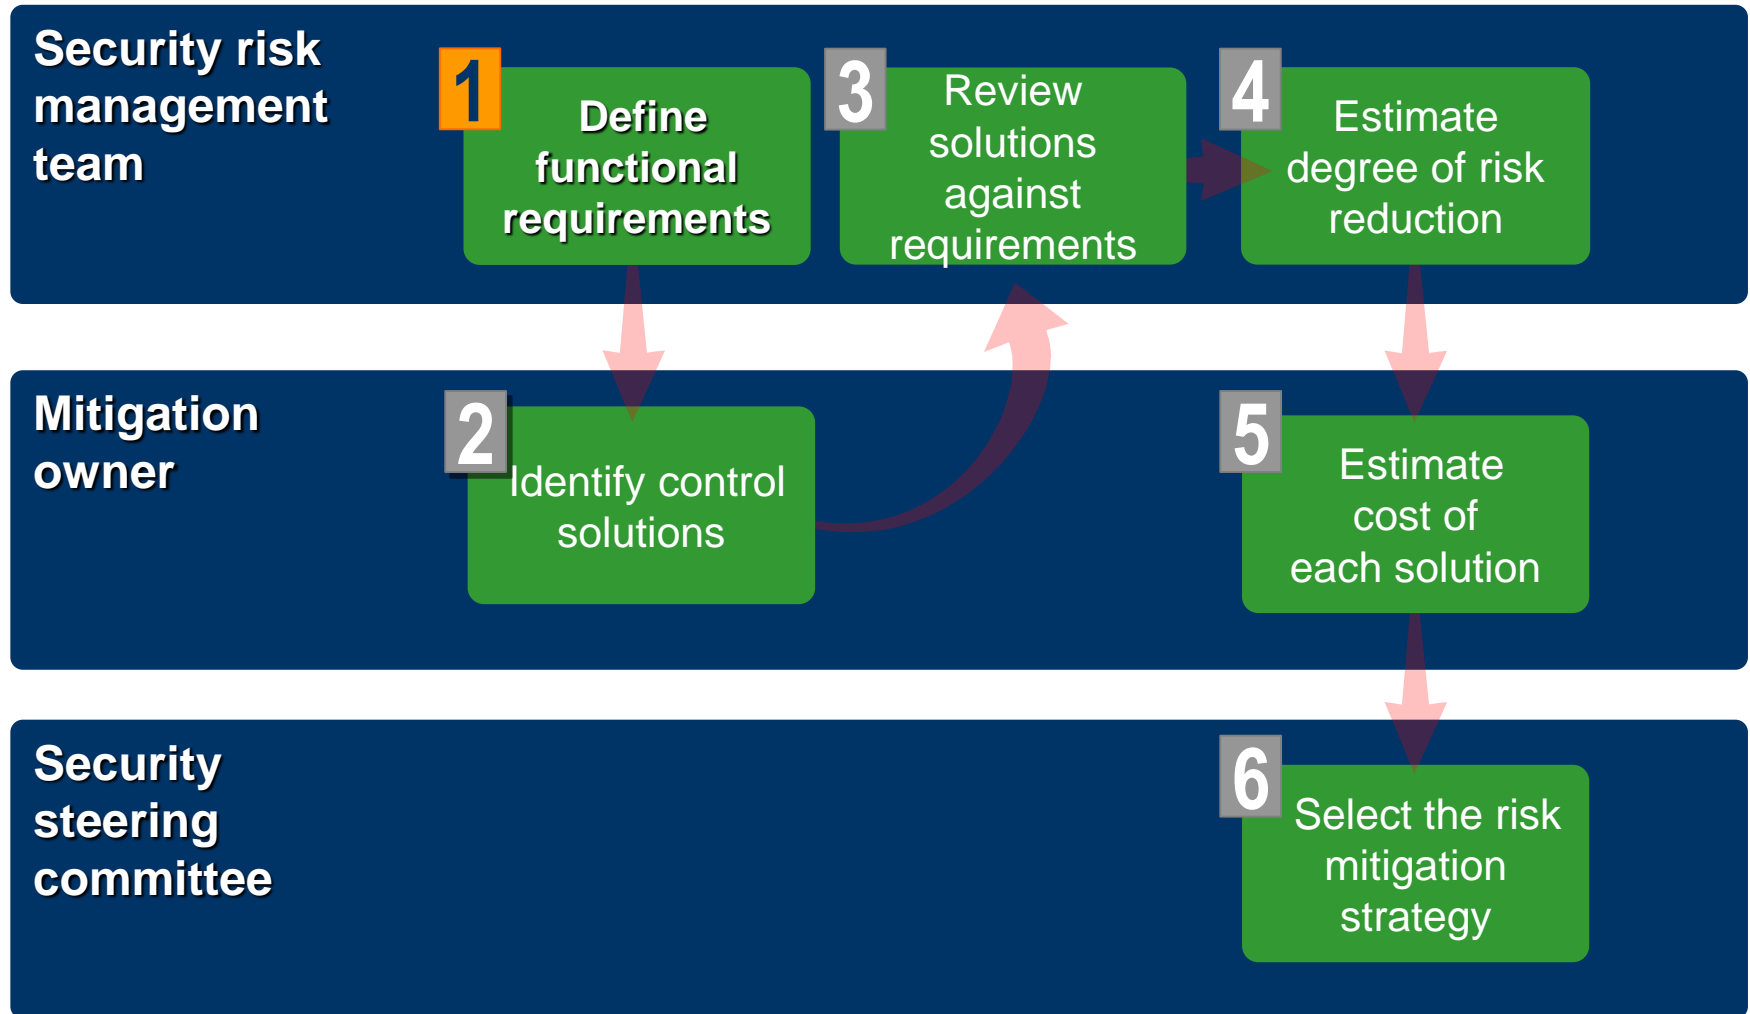 Security risk
management
team
1
Define
functional
requirements
3
Review
solutions
against
requirements
4
Estimate
degree of risk
reduction
Mitigation
owner
2
Identify control
solutions
5
Estimate
cost of
each solution
Security
steering
committee
6
Select the risk
mitigation
strategy